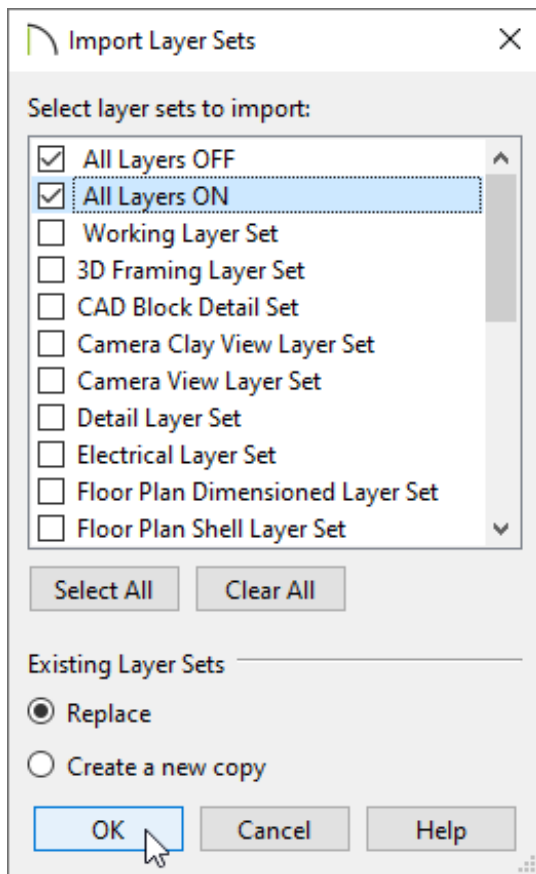 Import Layer Sets
Select layer sets to import:
All Layers OFF
All Layers ON
Working Layer Set
3D Framing Layer Set
CAD Block Detail Set
Camera Clay View Layer Set
Camera View Layer Set
Detail Layer Set
Electrical Layer Set
Floor Plan Dimensioned Layer Set
Floor Plan Shell Layer Set
Select All Clear All
Existing Layer Sets
Replace
Create a new copy
OK Cancel Help